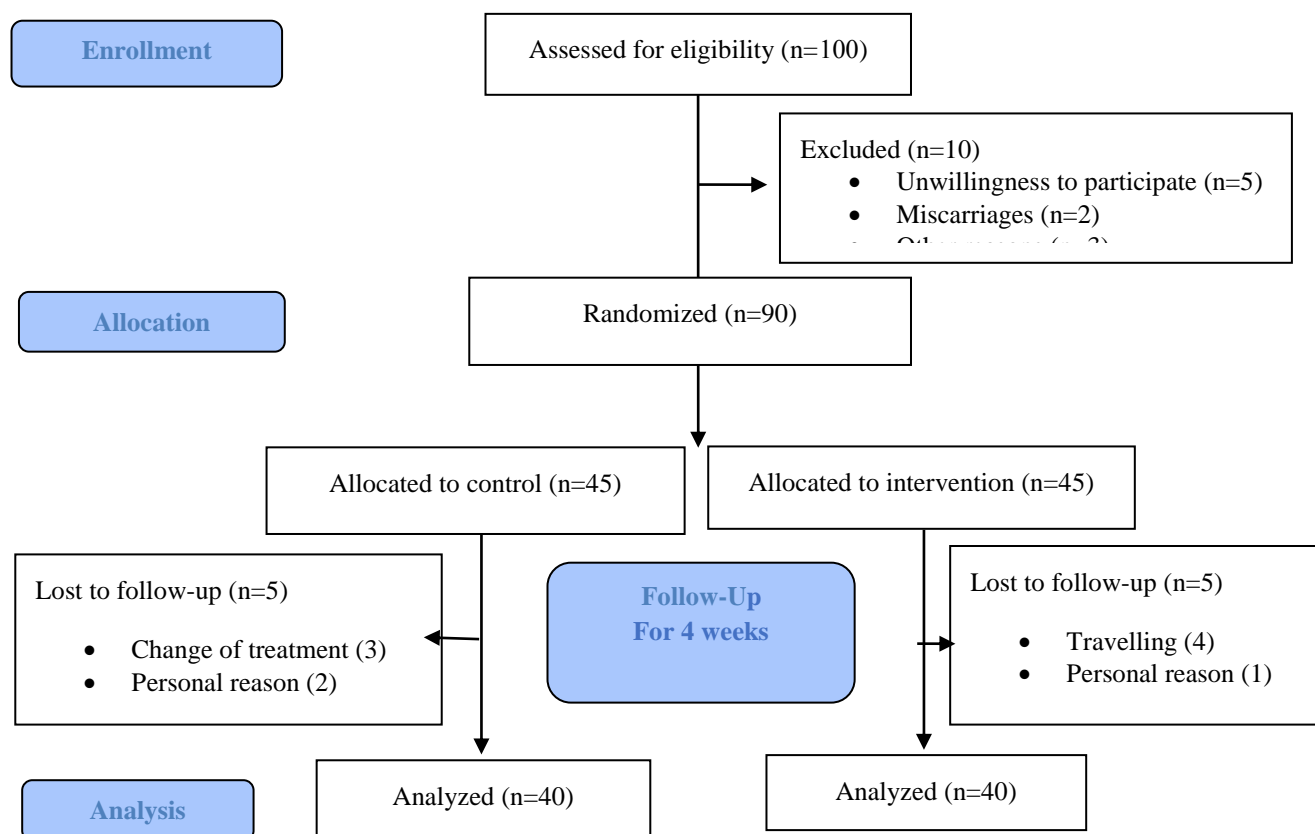 Enrollment
Assessed for eligibility (n=100)
Excluded (n=10)
• Unwillingness to participate (n=5)
• Miscarriages (n=2)
Allocation
Randomized (n=90)
Allocated to control (n=45)
Allocated to intervention (n=45)
Lost to follow-up (n=5)
• Change of treatment (3)
• Personal reason (2)
Follow-Up
For 4 weeks
Lost to follow-up (n=5)
• Travelling (4)
• Personal reason (1)
Analysis
Analyzed (n=40)
Analyzed (n=40)